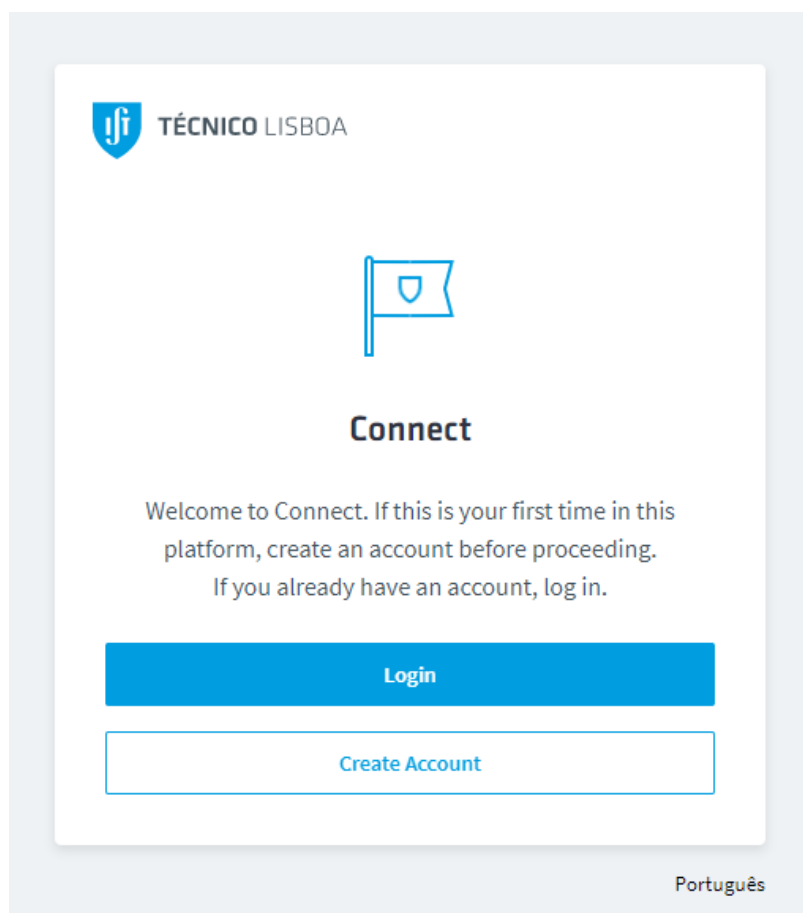 TÉCNICO LISBOA
Connect
Welcome to Connect. If this is your first time in this
platform, create an account before proceeding.
If you already have an account, log in.
Login
Create Account
Português